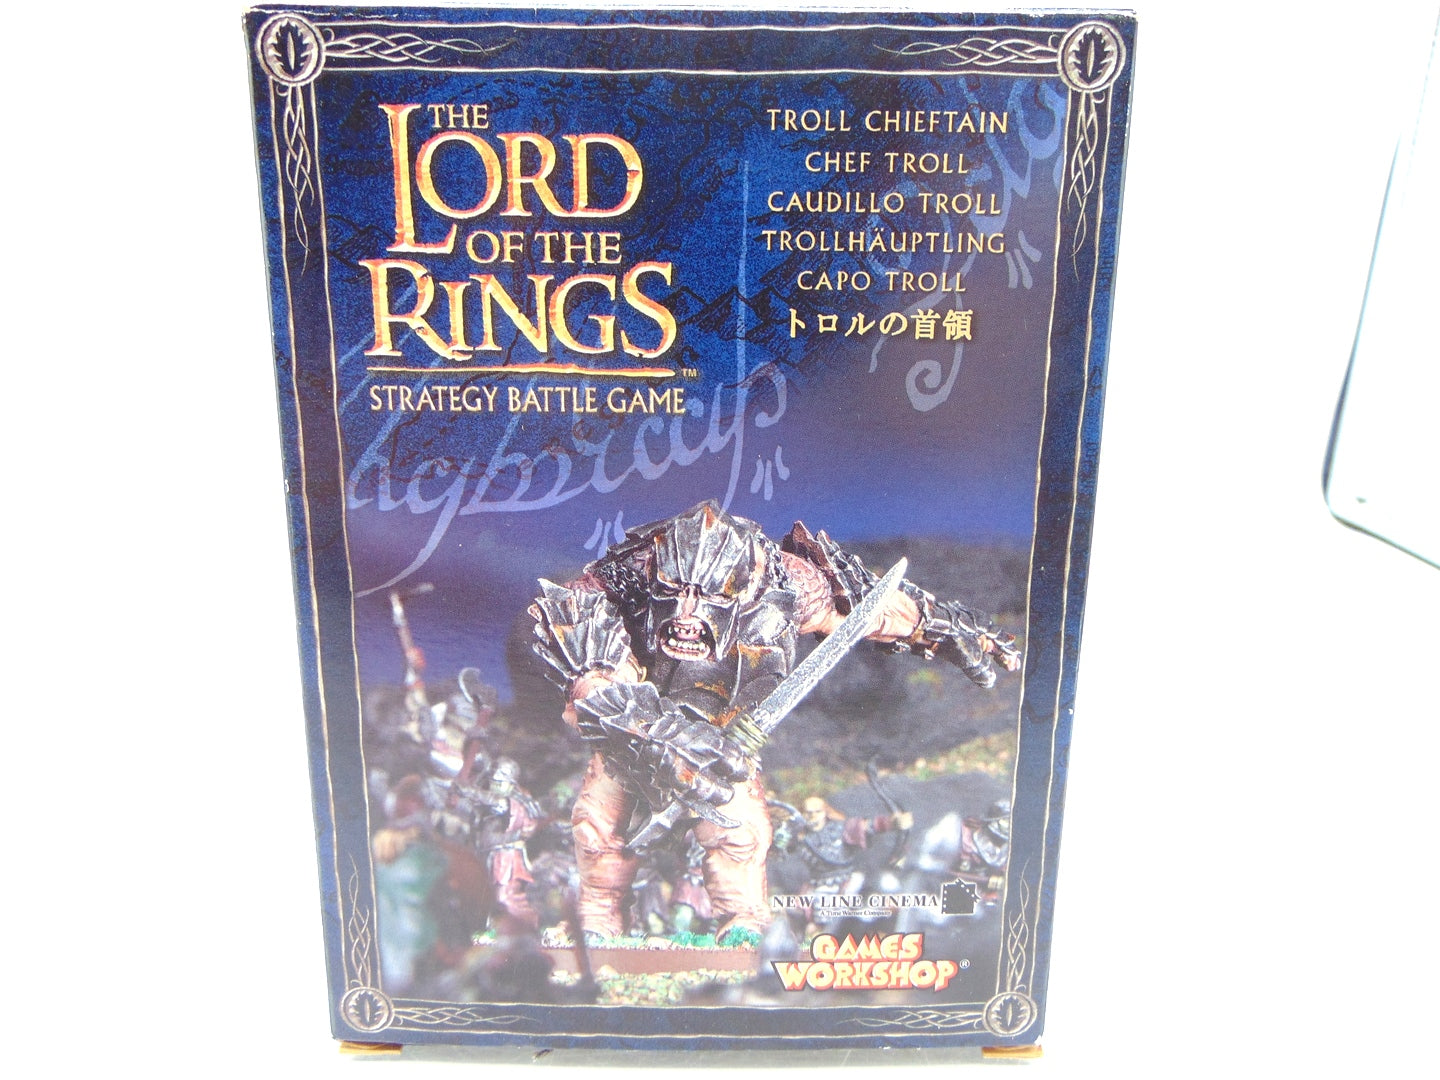 THE
LORD
OF THE
RINGS™
STRATEGY BATTLE GAME
TROLL CHIEFTAIN
CHEF TROLL
CAUDILLO TROLL
TROLLHÄUPTLING
CAPO TROLL
トロルの首領
NEW LINE CINEMA
A Time Warner Company
GAMES
WORKSHOP®